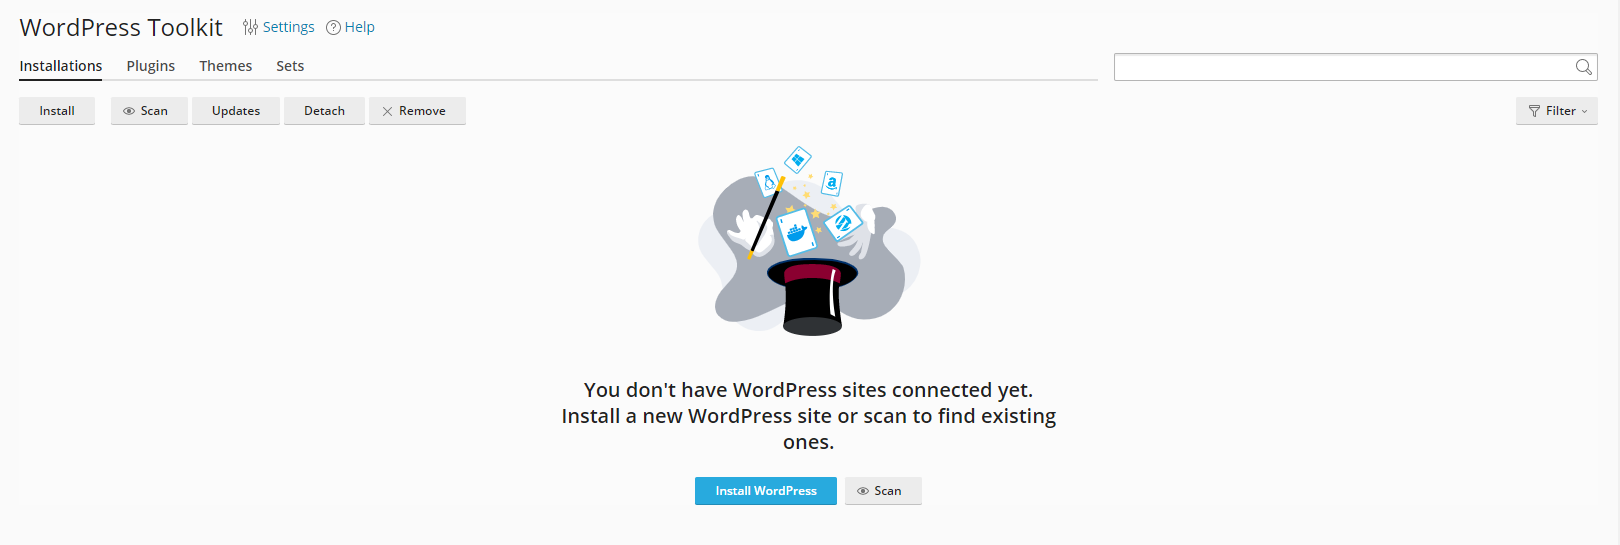 WordPress Toolkit Settings Help
Installations Plugins Themes Sets
Install Scan Updates Detach Remove Filter
a
You don't have WordPress sites connected yet.
Install a new WordPress site or scan to find existing
ones.
Install WordPress Scan